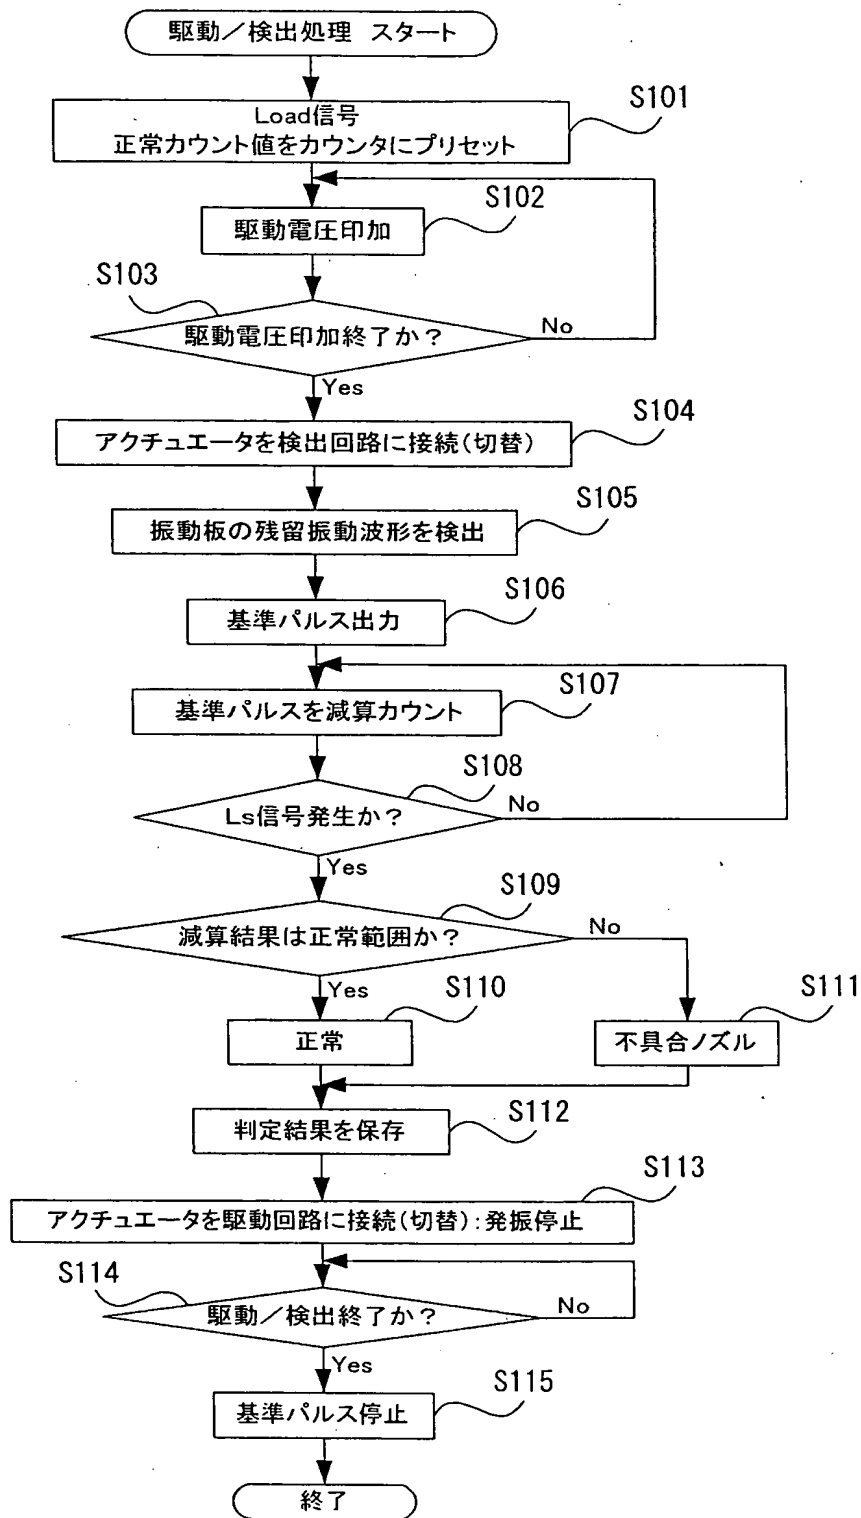 駆動／検出処理 スタート
S101
Load信号
正常カウント値をカウンタにプリセット
S102
駆動電圧印加
S103
駆動電圧印加終了か？
No
Yes
S104
アクチュエータを検出回路に接続(切替)
S105
振動板の残留振動波形を検出
S106
基準パルス出力
S107
基準パルスを減算カウント
S108
Ls信号発生か？
No
Yes
S109
減算結果は正常範囲か？
No
Yes
S110
正常
S111
不具合ノズル
S112
判定結果を保存
S113
アクチュエータを駆動回路に接続(切替)：発振停止
S114
駆動／検出終了か？
No
Yes
S115
基準パルス停止
終了